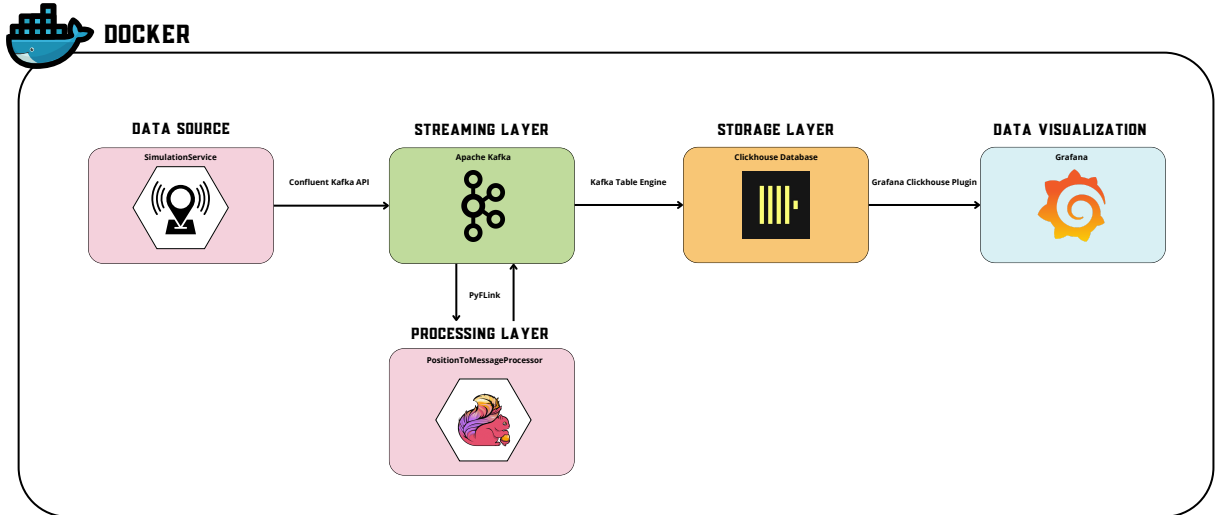 DOCKER
DATA SOURCE
STREAMING LAYER
STORAGE LAYER
DATA VISUALIZATION
SimulationService
Apache Kafka
Clickhouse Database
Grafana
Confluent Kafka API
Kafka Table Engine
Grafana Clickhouse Plugin
PyFLink
PROCESSING LAYER
PositionToMessageProcessor